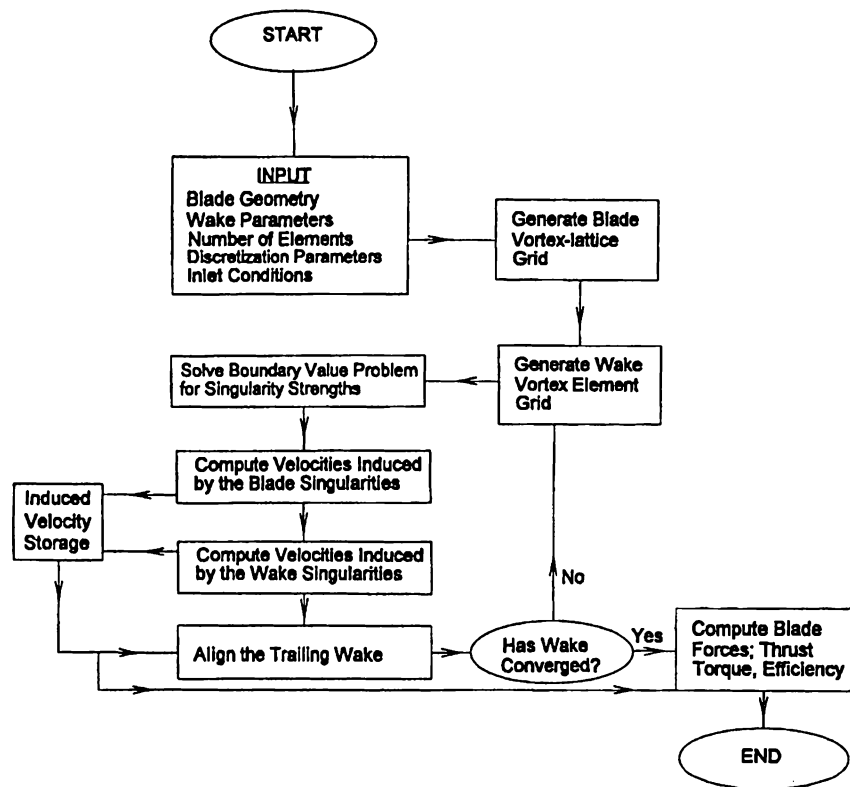 START
INPUT
Blade Geometry
Wake Parameters
Number of Elements
Discretization Parameters
Inlet Conditions
Generate Blade
Vortex-lattice
Grid
Generate Wake
Vortex Element
Grid
Solve Boundary Value Problem
for Singularity Strengths
Compute Velocities Induced
by the Blade Singularities
Induced
Velocity
Storage
Compute Velocities Induced
by the Wake Singularities
Align the Trailing Wake
Has Wake
Converged?
No
Yes
Compute Blade
Forces; Thrust
Torque, Efficiency
END